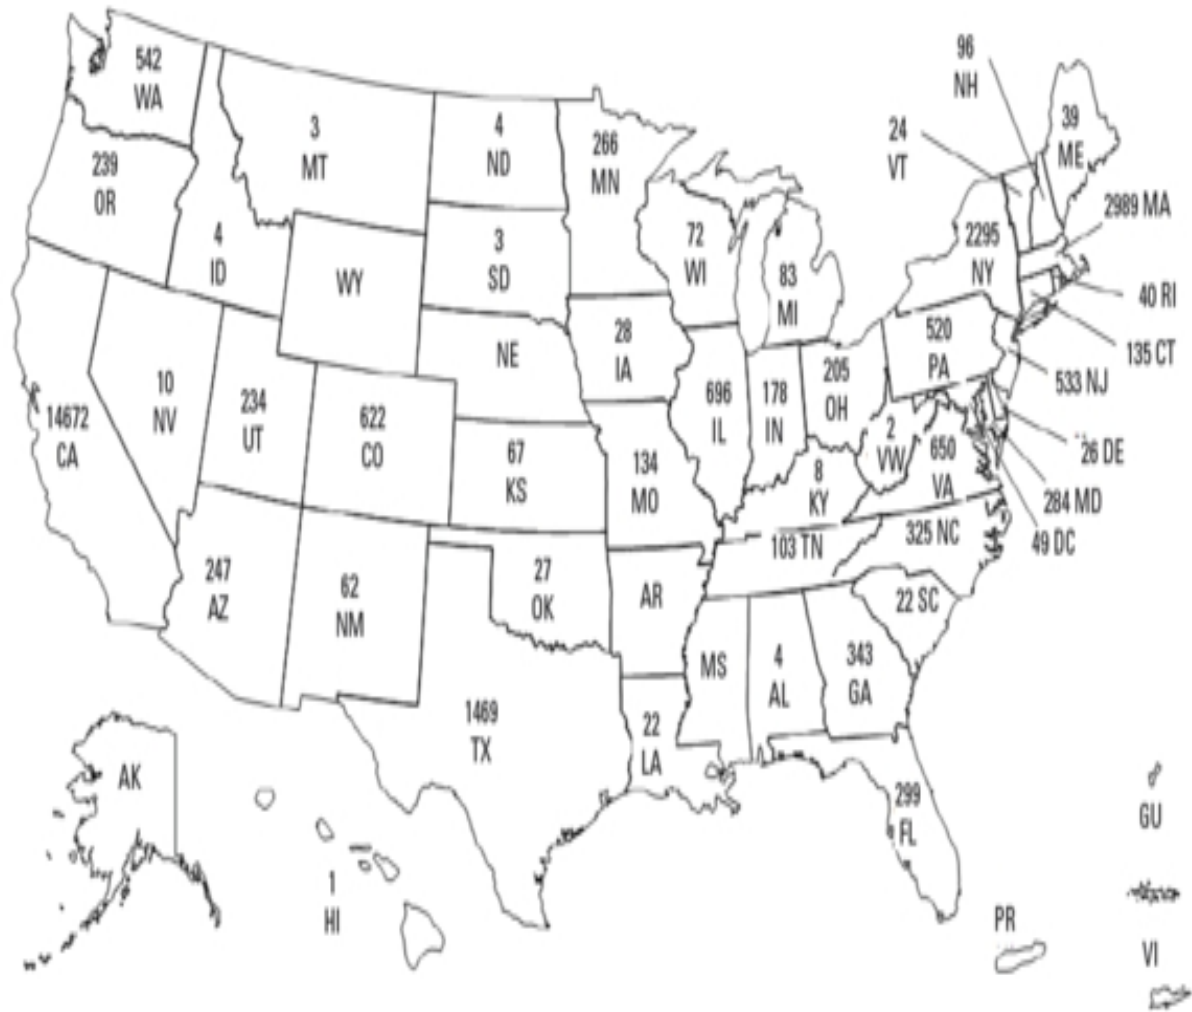 542
WA
239
OR
4
ID
3
MT
4
ND
3
SD
WY
NE
266
MN
72
WI
83
MI
28
IA
14672
CA
10
NV
234
UT
622
CO
67
KS
134
MO
696
IL
178
IN
205
OH
520
PA
2295
NY
24
VT
96
NH
39
ME
2989 MA
40 RI
135 CT
533 NJ
26 DE
284 MD
49 DC
2
VW
650
VA
8
KY
103 TN
325 NC
22 SC
247
AZ
62
NM
27
OK
AR
MS
4
AL
343
GA
1469
TX
22
LA
299
FL
AK
1
HI
PR
GU
VI